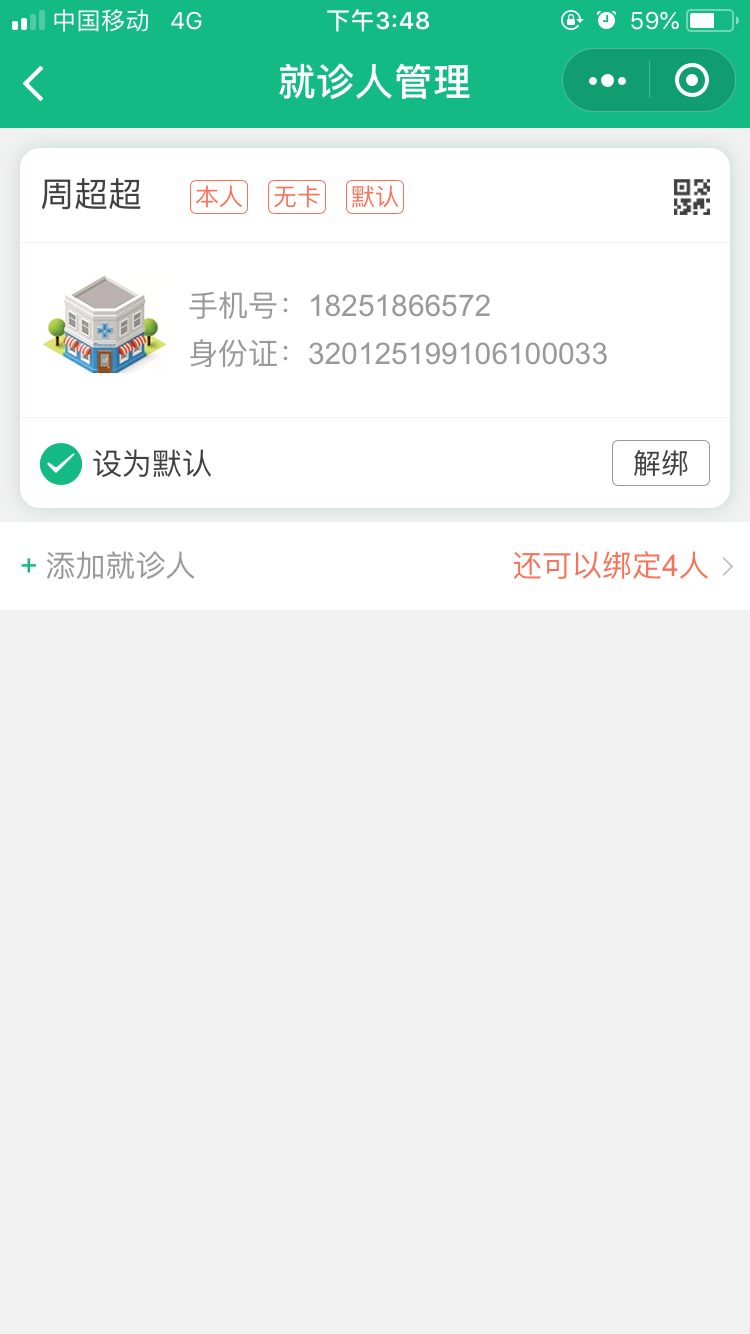 中国移动 4G 下午3:48 59%
就诊人管理
周超超 本人 无卡 默认
手机号：18251866572
身份证：320125199106100033
设为默认 解绑
+ 添加就诊人 还可以绑定4人